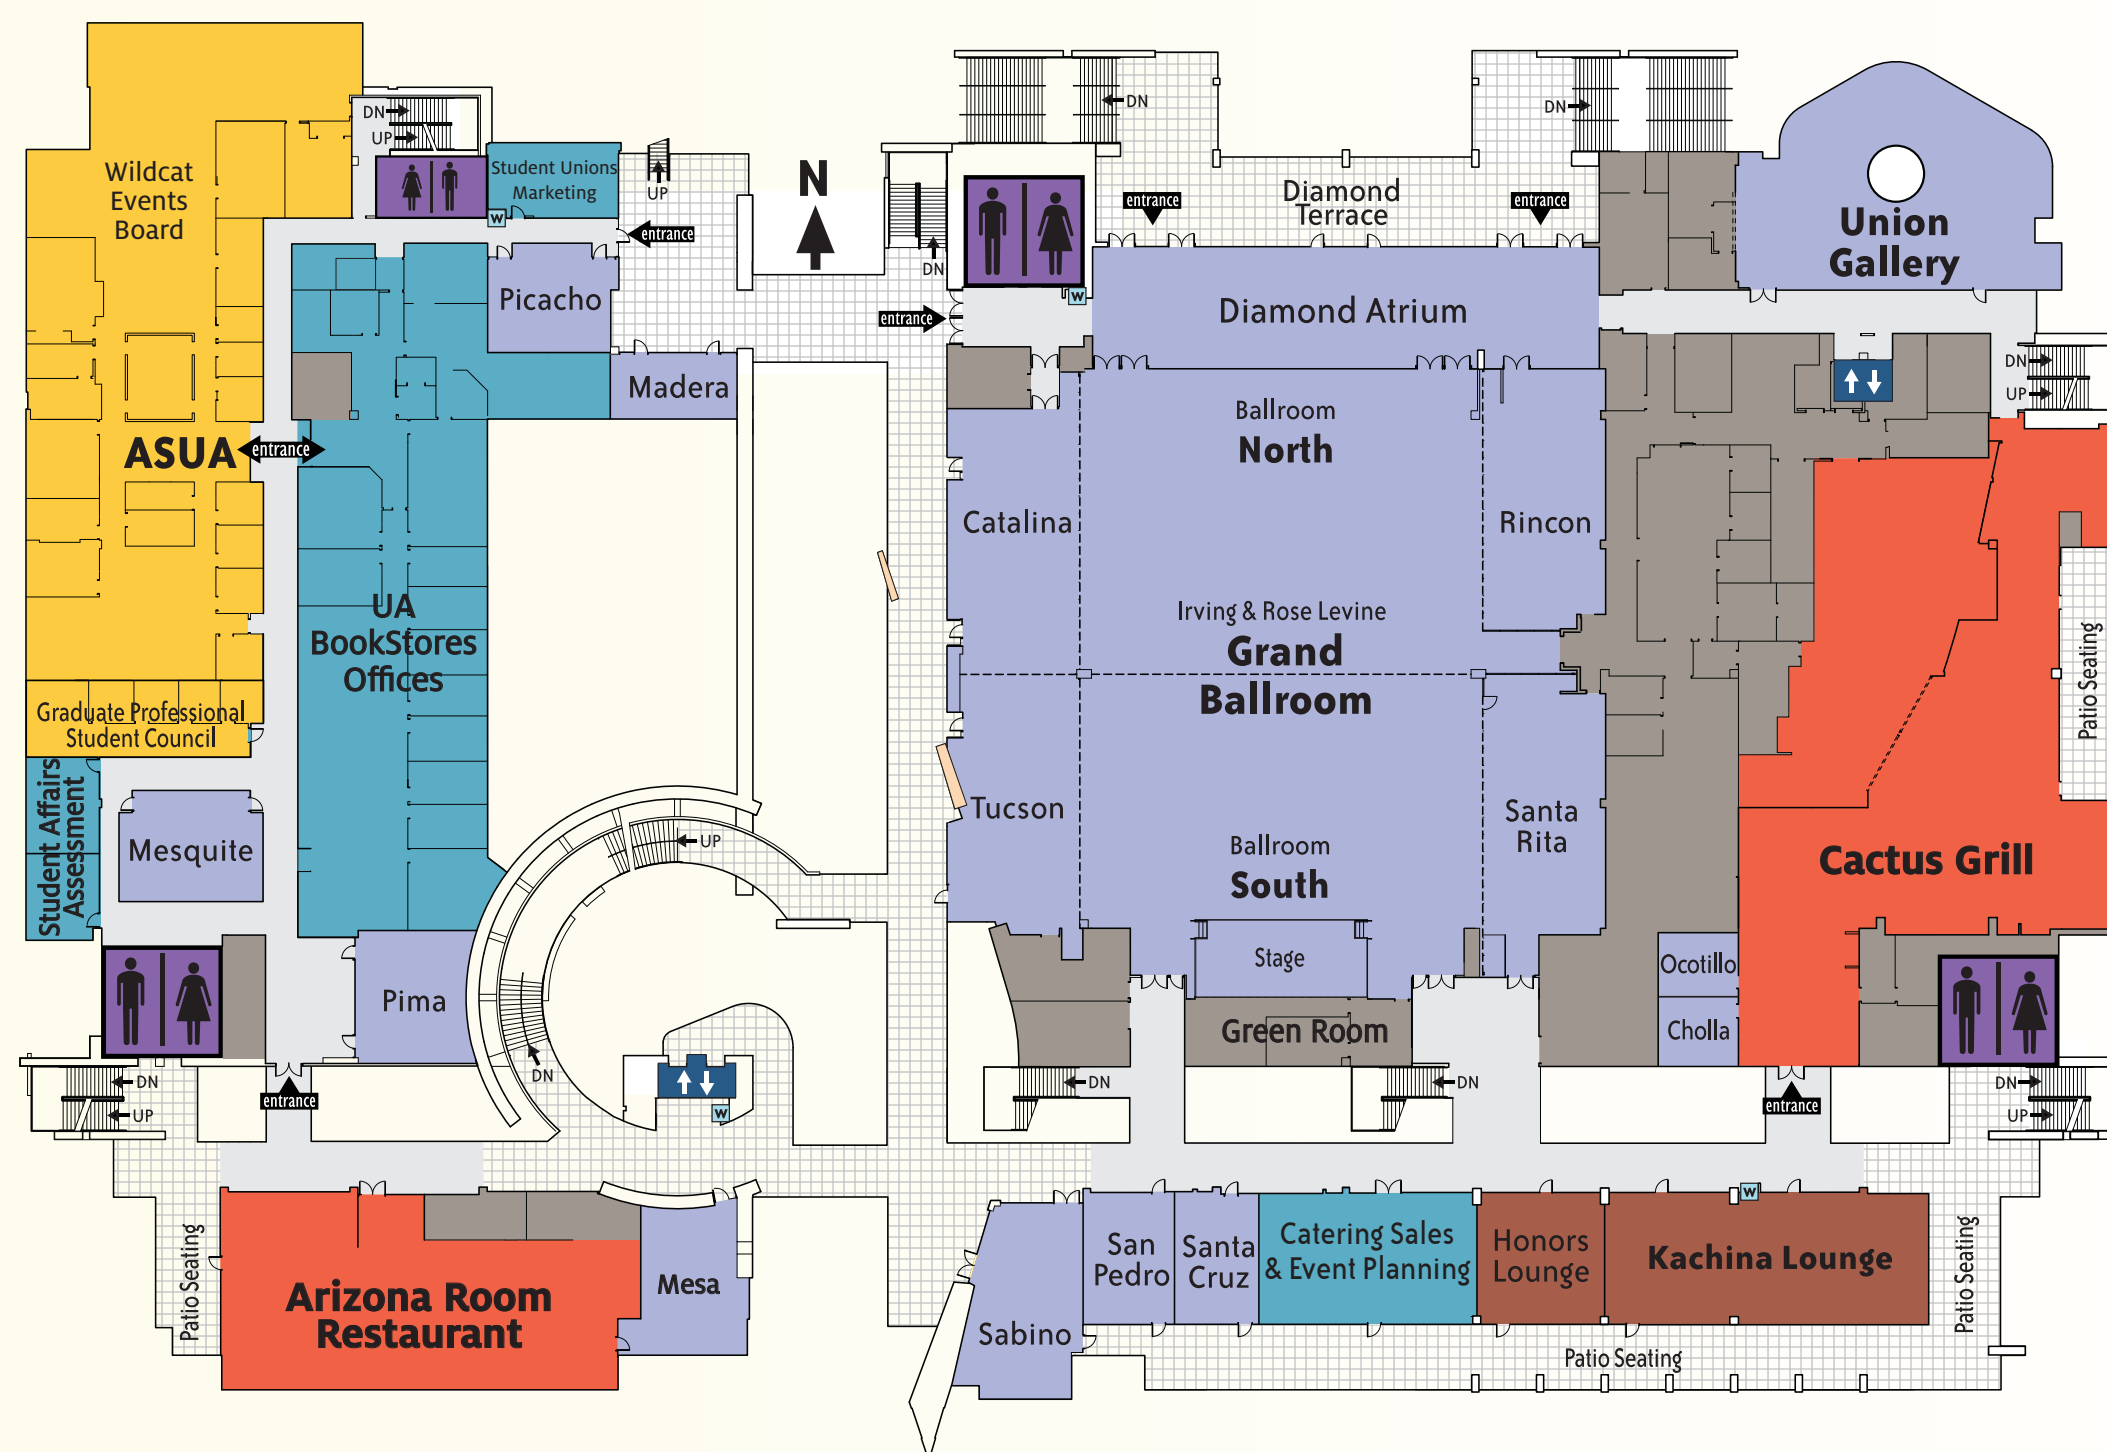 DN
UP
Wildcat
Events
Board
Student Unions
Marketing
W
UP
entrance
N
DN
DN
entrance
entrance
Diamond
Terrace
DN
Union
Gallery
Picacho
Madera
DN
W
entrance
Diamond Atrium
DN
UP
ASUA
entrance
Ballroom
North
Catalina
Rincon
UA
BookStores
Offices
Irving & Rose Levine
Grand
Ballroom
Patio Seating
Graduate Professional
Student Council
Student Affairs
Assessment
Mesquite
UP
Tucson
Santa
Rita
Ballroom
South
Cactus Grill
Stage
Ocotillo
Pima
Green Room
Cholla
DN
UP
entrance
DN
W
DN
DN
entrance
DN
UP
Patio Seating
Arizona Room
Restaurant
Mesa
Sabino
San
Pedro
Santa
Cruz
Catering Sales
& Event Planning
Honors
Lounge
W
Kachina Lounge
Patio Seating
Patio Seating